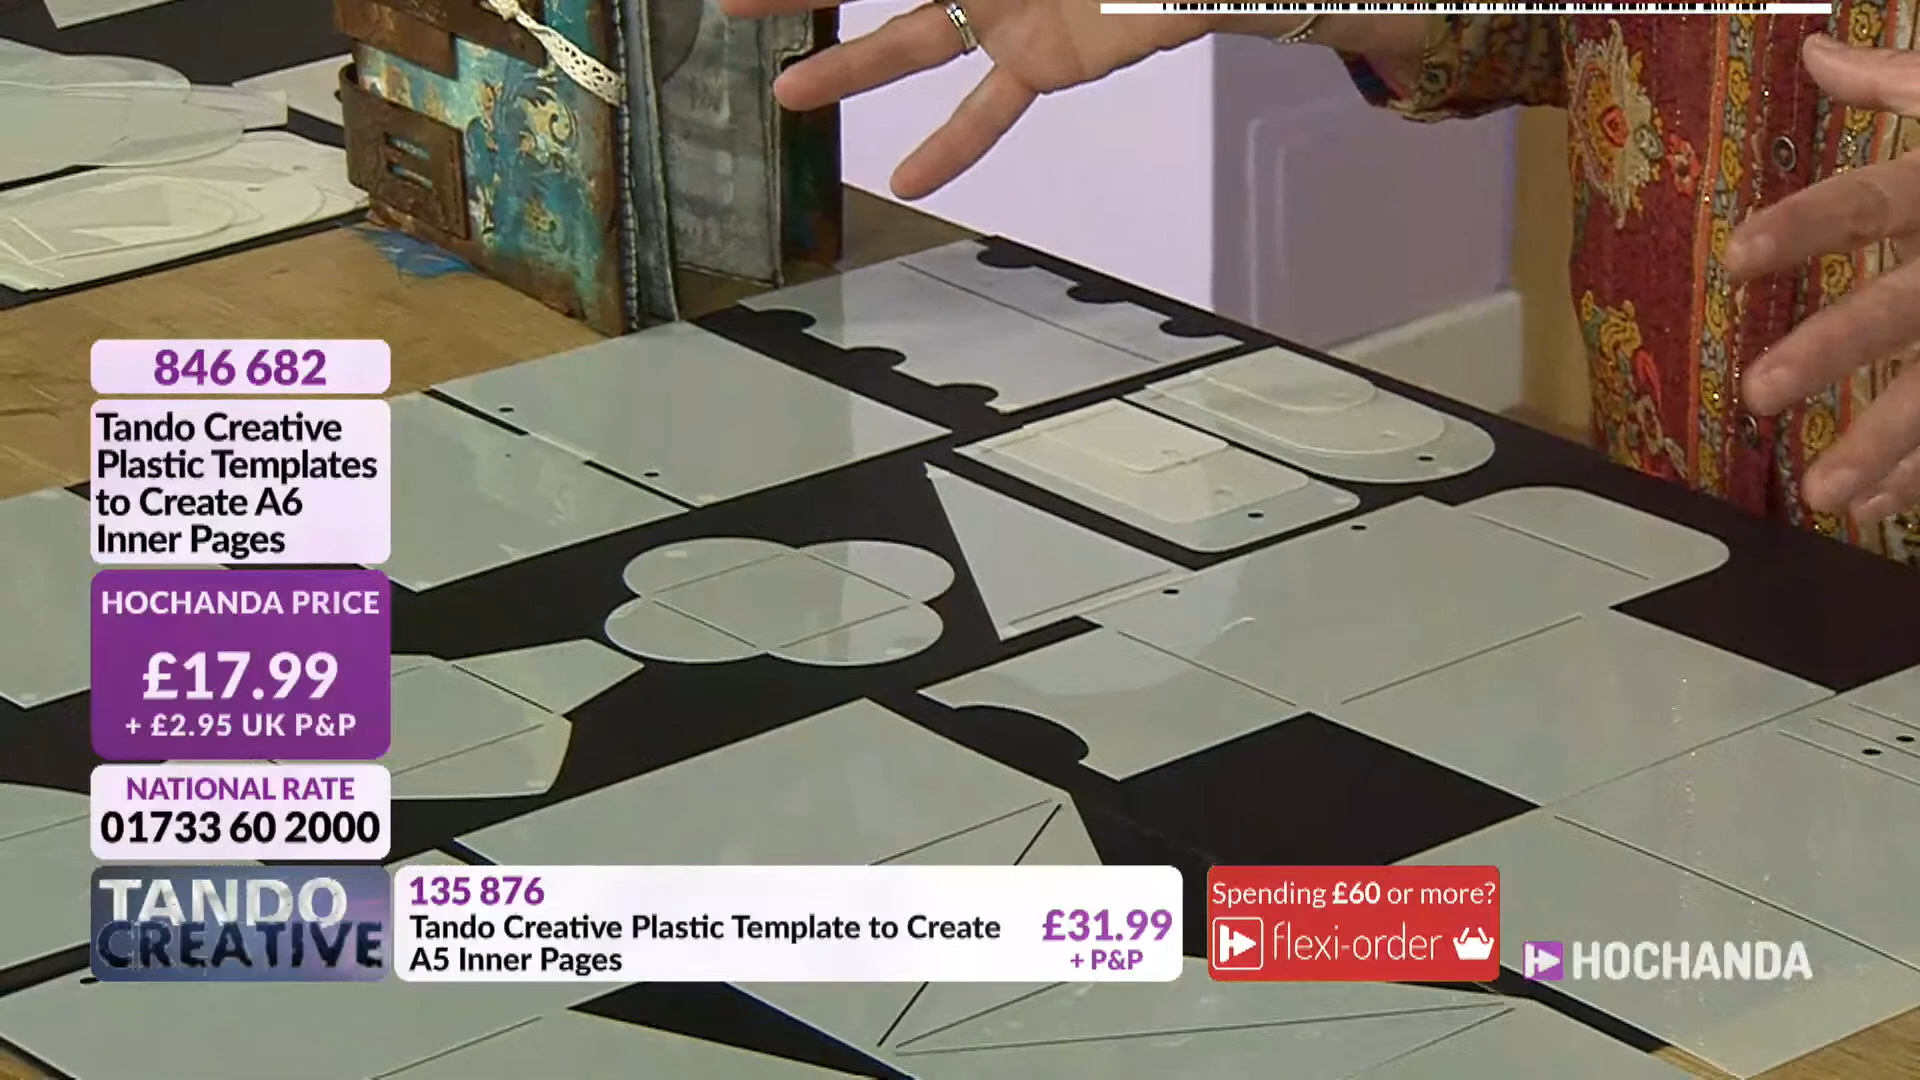 846 682
Tando Creative
Plastic Templates
to Create A6
Inner Pages
HOCHANDA PRICE
£17.99
+ £2.95 UK P&P
NATIONAL RATE
01733 60 2000
TANDO
CREATIVE
135 876
Tando Creative Plastic Template to Create
A5 Inner Pages
£31.99
+ P&P
Spending £60 or more?
flexi-order
HOCHANDA